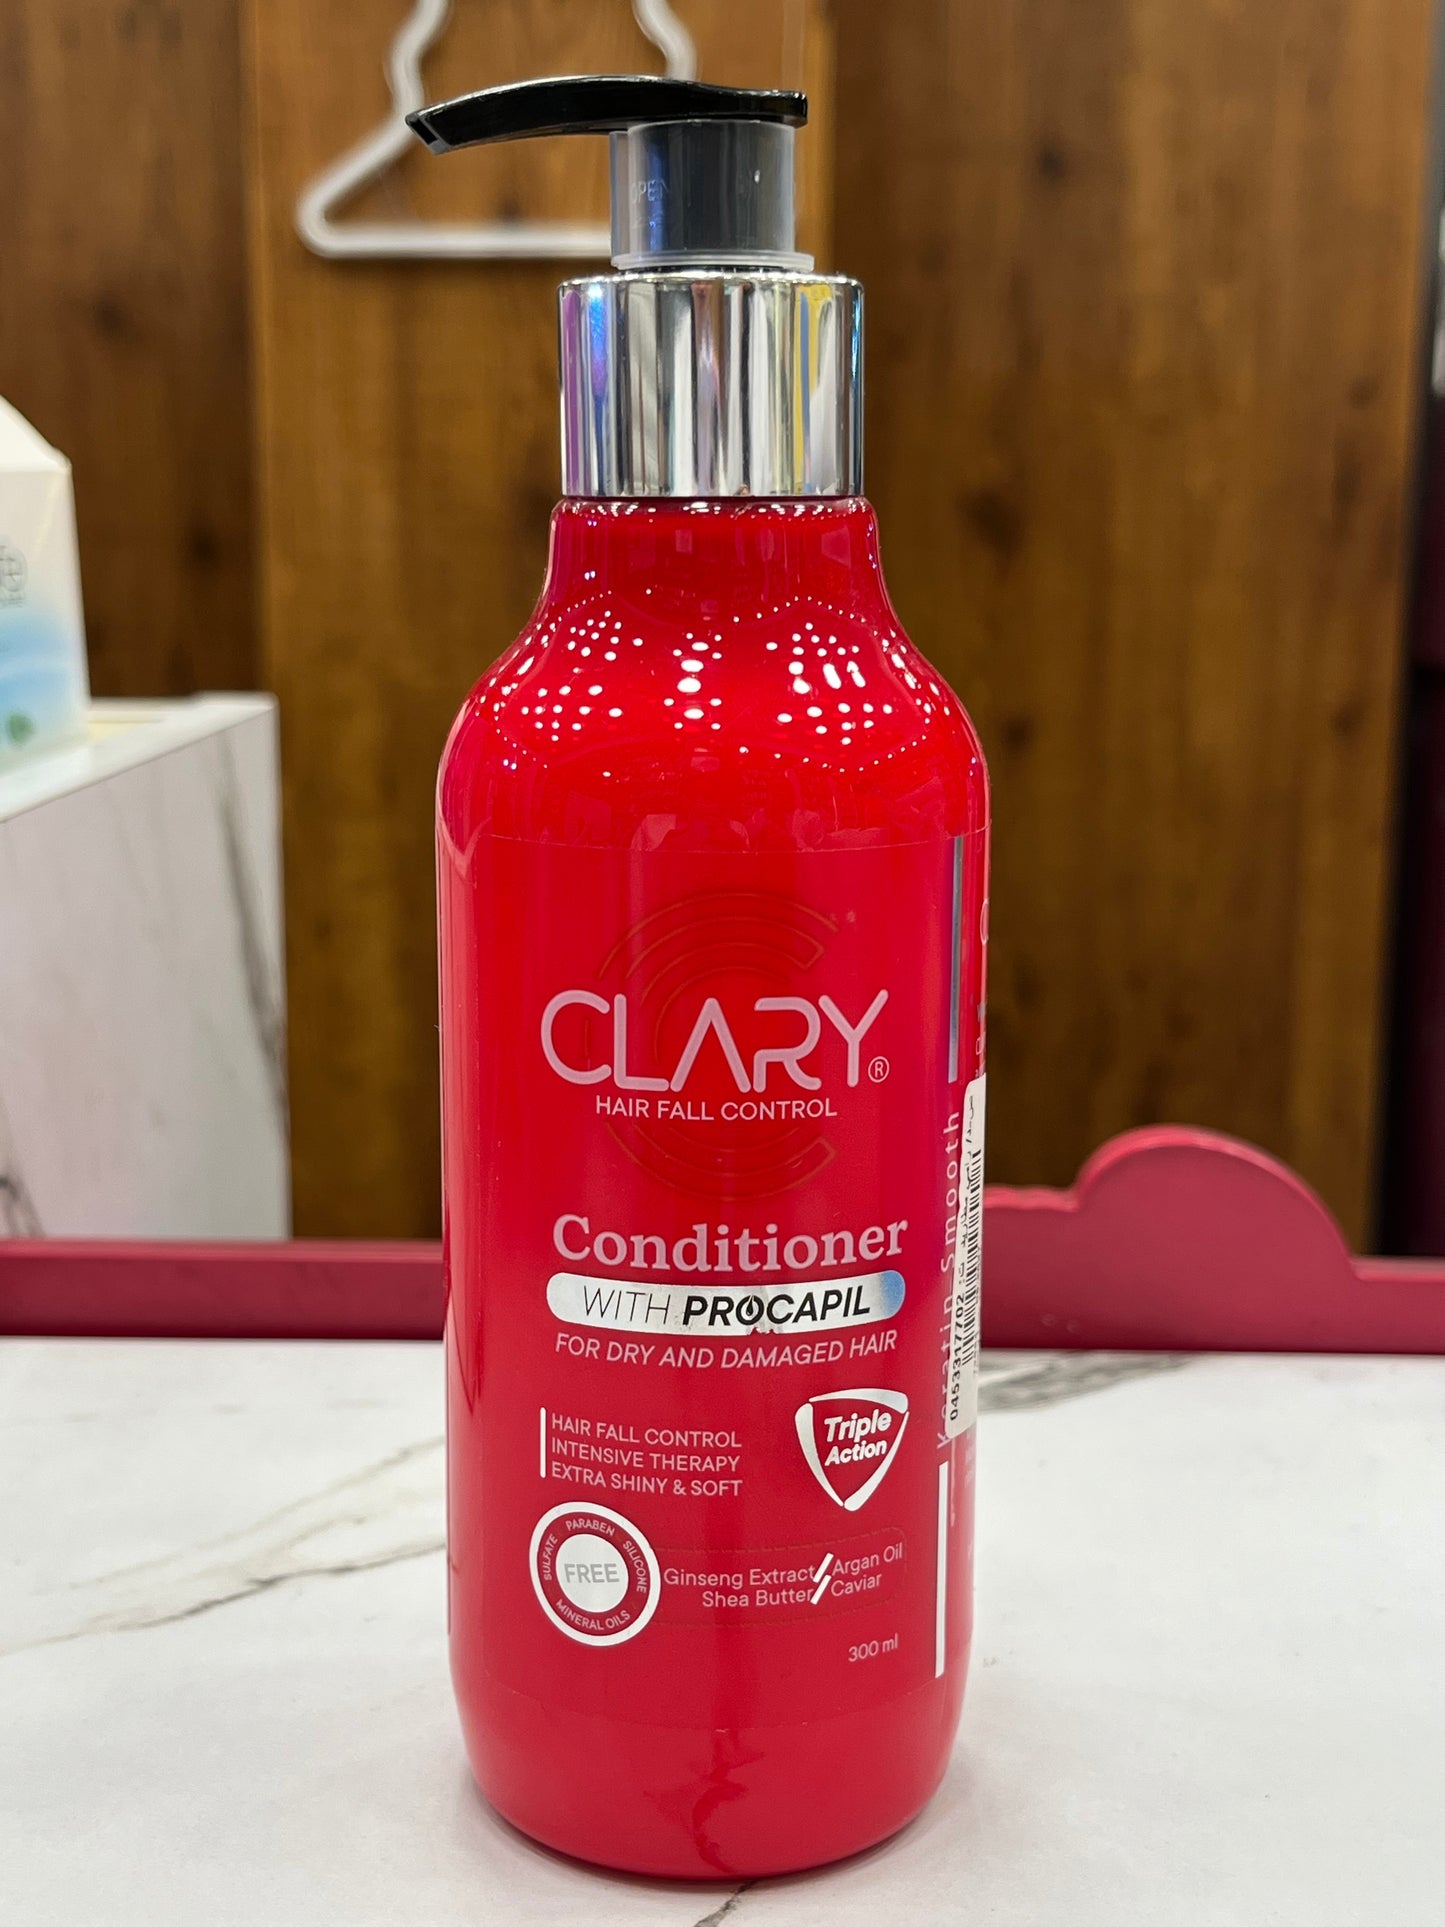 OPEN
CLARY®
HAIR FALL CONTROL
Conditioner
WITH PROCAPIL
FOR DRY AND DAMAGED HAIR
HAIR FALL CONTROL
INTENSIVE THERAPY
EXTRA SHINY & SOFT
Triple
Action
SULFATE PARABEN SILICONE
MINERAL OILS
FREE
Ginseng Extract Argan Oil
Shea Butter Caviar
300 ml
Keratin Smooth
0453317702